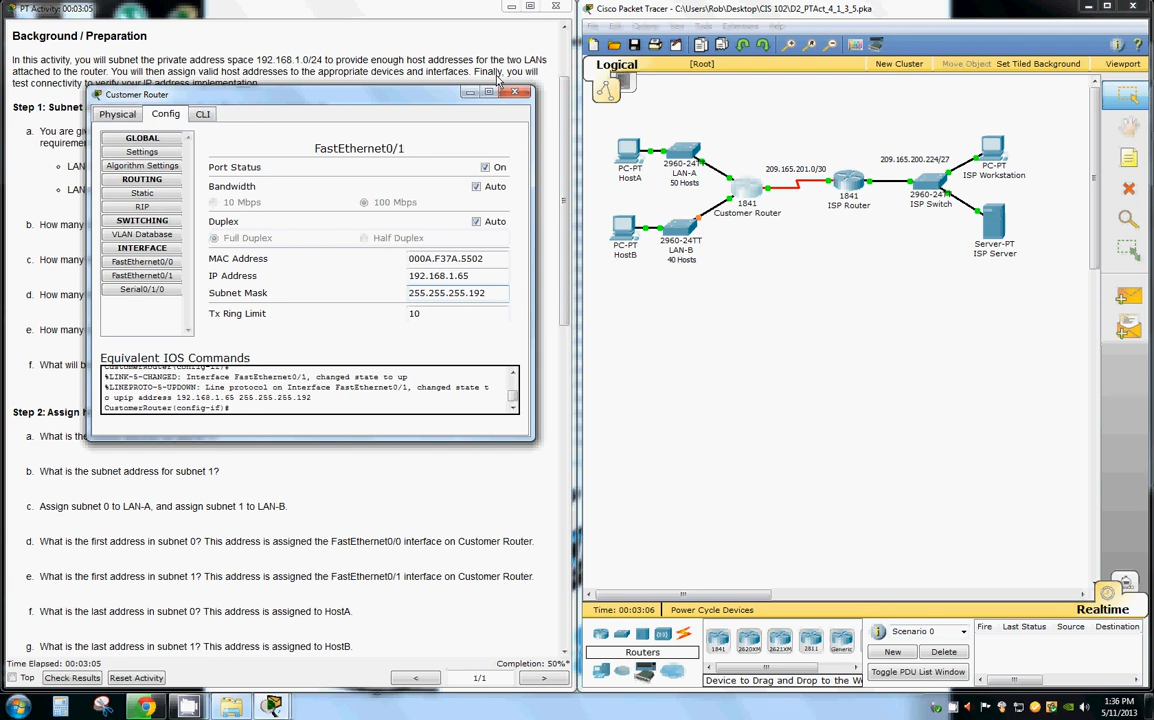 PT Activity: 00:03:05
Background / Preparation
In this activity, you will subnet the private address space 192.168.1.0/24 to provide enough host addresses for the two LANs
attached to the router. You will then assign valid host addresses to the appropriate devices and interfaces. Finally, you will
test connectivity to verify your IP address implementation.
Step 1: Subnet
a. You are gi
requireme
LAN
LAN
b. How many
c. How many
d. How many
e. How many
f. What will b
Step 2: Assign h
a. What is the
b. What is the subnet address for subnet 1?
c. Assign subnet 0 to LAN-A, and assign subnet 1 to LAN-B.
d. What is the first address in subnet 0? This address is assigned the FastEthernet0/0 interface on Customer Router.
e. What is the first address in subnet 1? This address is assigned the FastEthernet0/1 interface on Customer Router.
f. What is the last address in subnet 0? This address is assigned to HostA.
g. What is the last address in subnet 1? This address is assigned to HostB.
Time Elapsed: 00:03:05
Completion: 50%*
Top
Check Results
Reset Activity
<
1/1
>
Customer Router
Physical
Config
CLI
GLOBAL
Settings
Algorithm Settings
ROUTING
Static
RIP
SWITCHING
VLAN Database
INTERFACE
FastEthernet0/0
FastEthernet0/1
Serial0/1/0
FastEthernet0/1
Port Status
On
Bandwidth
Auto
10 Mbps
100 Mbps
Duplex
Auto
Full Duplex
Half Duplex
MAC Address
000A.F37A.5502
IP Address
192.168.1.65
Subnet Mask
255.255.255.192
Tx Ring Limit
10
Equivalent IOS Commands
CustomerRouter(config-if)#
%LINK-5-CHANGED: Interface FastEthernet0/1, changed state to up
%LINEPROTO-5-UPDOWN: Line protocol on Interface FastEthernet0/1, changed state t
o upip address 192.168.1.65 255.255.255.192
CustomerRouter(config-if)#
Cisco Packet Tracer - C:\Users\Rob\Desktop\CIS 102\D2_PTAct_4_1_3_5.pka
Logical
[Root]
New Cluster
Move Object
Set Tiled Background
Viewport
PC-PT
HostA
2960-24TT
LAN-A
50 Hosts
1841
Customer Router
209.165.201.0/30
1841
ISP Router
209.165.200.224/27
2960-24
ISP Switch
PC-PT
ISP Workstation
Server-PT
ISP Server
PC-PT
HostB
2960-24TT
LAN-B
40 Hosts
Realtime
Time: 00:03:06
Power Cycle Devices
Routers
1841
2620XM
2621XM
2811
Generic
Device to Drag and Drop to the Wo
Scenario 0
New
Delete
Toggle PDU List Window
Fire
Last Status
Source
Destination
1:36 PM
5/11/2013